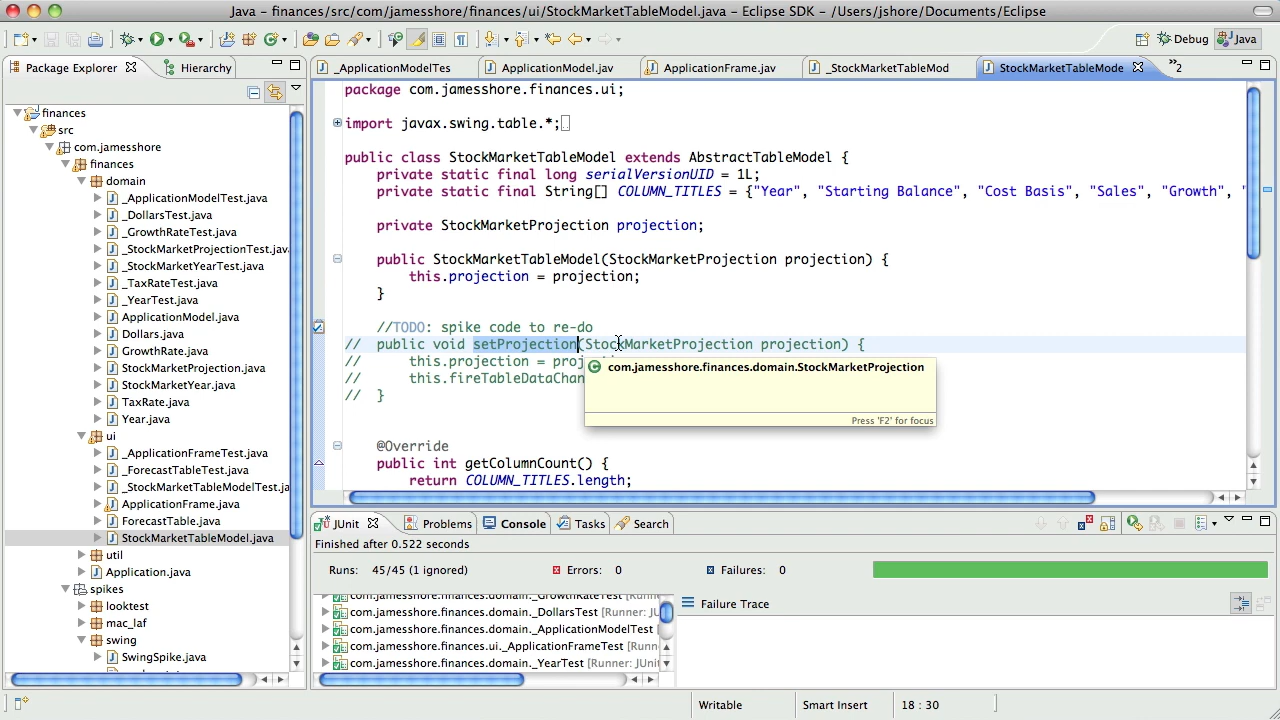 Java – finances/src/com/jamesshore/finances/ui/StockMarketTableModel.java – Eclipse SDK – /Users/jshore/Documents/Eclipse
Debug
Java
Package Explorer
Hierarchy
_ApplicationModelTes
ApplicationModel.jav
ApplicationFrame.jav
_StockMarketTableMod
StockMarketTableMode
2
finances
src
com.jamesshore
finances
domain
_ApplicationModelTest.java
_DollarsTest.java
_GrowthRateTest.java
_StockMarketProjectionTest.java
_StockMarketYearTest.java
_TaxRateTest.java
_YearTest.java
ApplicationModel.java
Dollars.java
GrowthRate.java
StockMarketProjection.java
StockMarketYear.java
TaxRate.java
Year.java
ui
_ApplicationFrameTest.java
_ForecastTableTest.java
_StockMarketTableModelTest.ja
ApplicationFrame.java
ForecastTable.java
StockMarketTableModel.java
util
Application.java
spikes
looktest
mac_laf
swing
SwingSpike.java
package com.jamesshore.finances.ui;
import javax.swing.table.*;
public class StockMarketTableModel extends AbstractTableModel {
private static final long serialVersionUID = 1L;
private static final String[] COLUMN_TITLES = {"Year", "Starting Balance", "Cost Basis", "Sales", "Growth", "
private StockMarketProjection projection;
public StockMarketTableModel(StockMarketProjection projection) {
this.projection = projection;
}
//TODO: spike code to re-do
// public void setProjection(StockMarketProjection projection) {
// this.projection = proj
// this.fireTableDataChan
// }
com.jamesshore.finances.domain.StockMarketProjection
Press 'F2' for focus
@Override
public int getColumnCount() {
return COLUMN_TITLES.length;
JUnit
Problems
Console
Tasks
Search
Finished after 0.522 seconds
Runs: 45/45 (1 ignored)
Errors: 0
Failures: 0
com.jamesshore.finances.domain._GrowthRateTest [Runner:
com.jamesshore.finances.domain._DollarsTest [Runner: JU
com.jamesshore.finances.domain._ApplicationModelTest
com.jamesshore.finances.ui._ApplicationFrameTest [Runn
com.jamesshore.finances.domain._YearTest [Runner: JUni
Failure Trace
Writable
Smart Insert
18 : 30